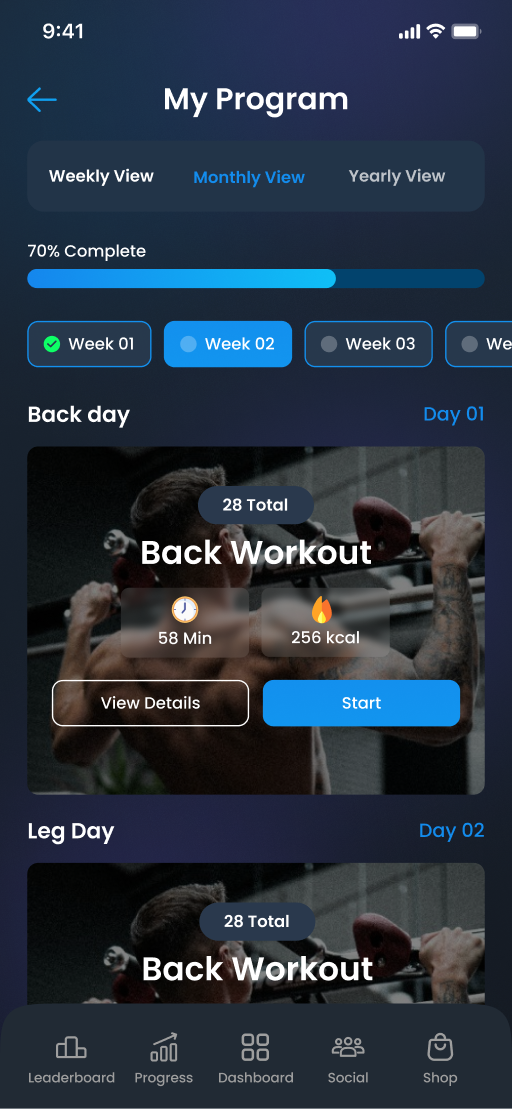 9:41
My Program
Weekly View Monthly View Yearly View
70% Complete
Week 01 Week 02 Week 03 We
Back day Day 01
28 Total
Back Workout
58 Min 256 kcal
View Details Start
Leg Day Day 02
28 Total
Back Workout
Leaderboard Progress Dashboard Social Shop